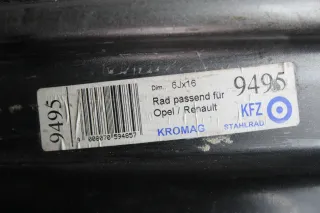 9495
Dim. 6Jx16
9495
Rad passend für
Opel / Renault
KFZ
KROMAG
STAHLRAD